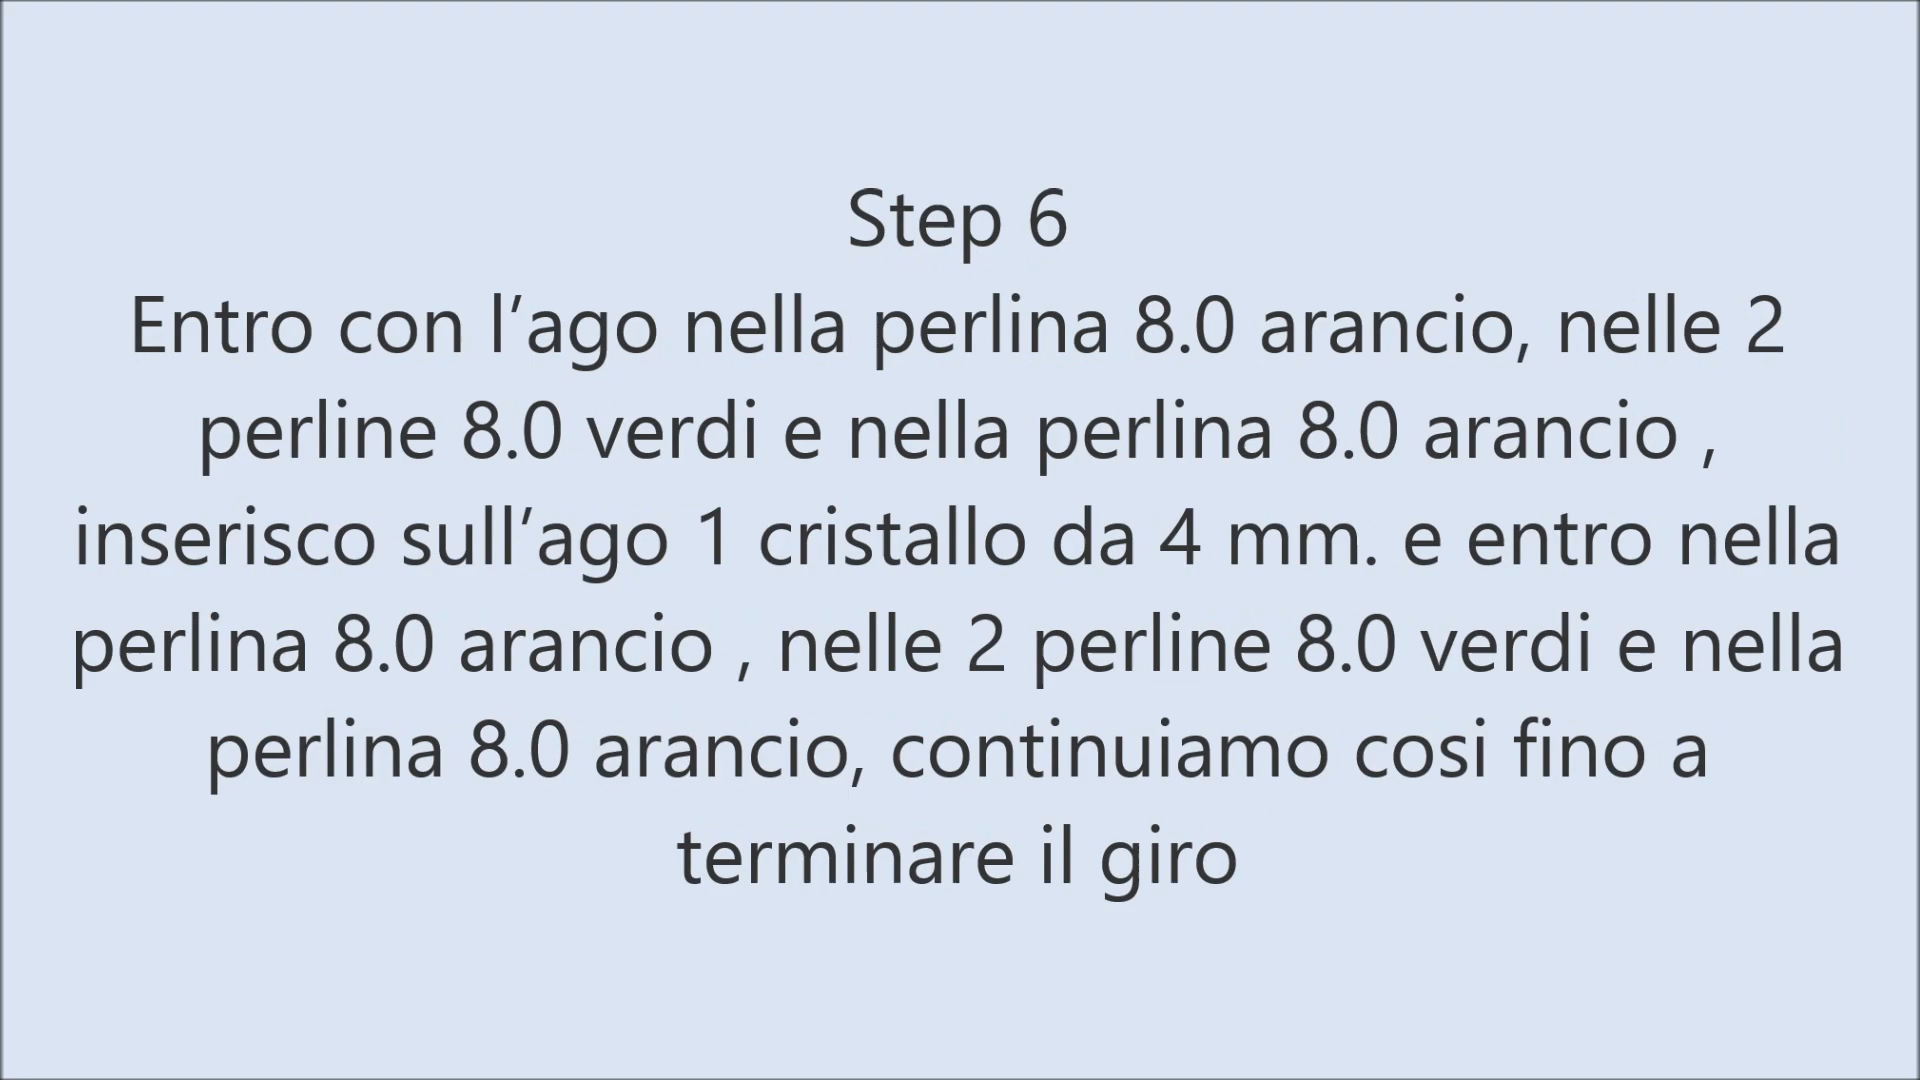 Step 6
Entro con l’ago nella perlina 8.0 arancio, nelle 2
perline 8.0 verdi e nella perlina 8.0 arancio ,
inserisco sull’ago 1 cristallo da 4 mm. e entro nella
perlina 8.0 arancio , nelle 2 perline 8.0 verdi e nella
perlina 8.0 arancio, continuiamo cosi fino a
terminare il giro